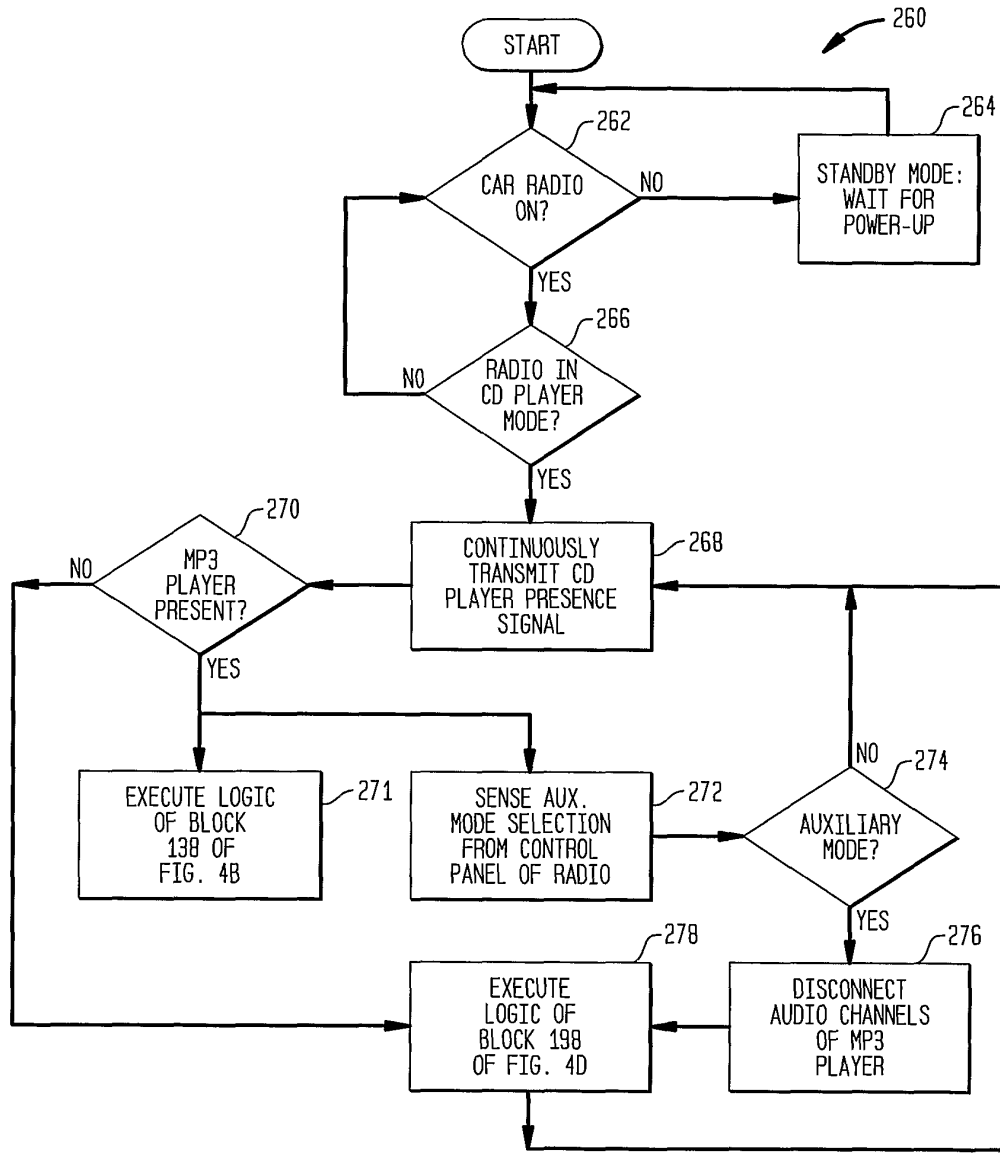 START
260
262
264
CAR RADIO
ON?
NO
STANDBY MODE:
WAIT FOR
POWER-UP
YES
266
NO
RADIO IN
CD PLAYER
MODE?
YES
270
NO
MP3
PLAYER
PRESENT?
CONTINUOUSLY
TRANSMIT CD
PLAYER PRESENCE
SIGNAL
268
YES
EXECUTE LOGIC
OF BLOCK
138 OF
FIG. 4B
271
SENSE AUX.
MODE SELECTION
FROM CONTROL
PANEL OF RADIO
272
NO
274
AUXILIARY
MODE?
YES
278
EXECUTE
LOGIC OF
BLOCK 198
OF FIG. 4D
276
DISCONNECT
AUDIO CHANNELS
OF MP3
PLAYER